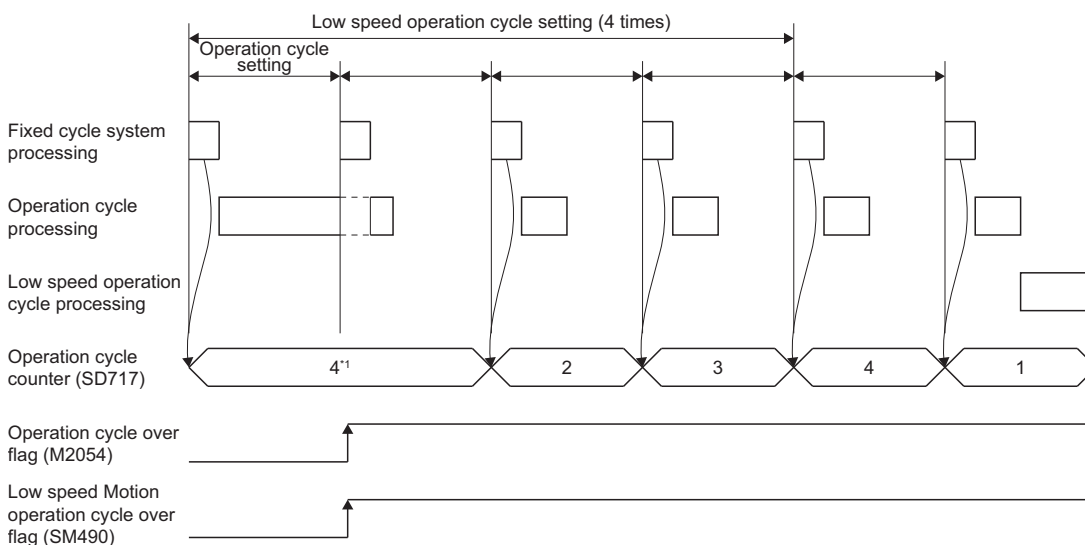 Low speed operation cycle setting (4 times)
Operation cycle
setting
Fixed cycle system
processing
Operation cycle
processing
Low speed operation
cycle processing
Operation cycle
counter (SD717)
4*1
2
3
4
1
Operation cycle over
flag (M2054)
Low speed Motion
operation cycle over
flag (SM490)